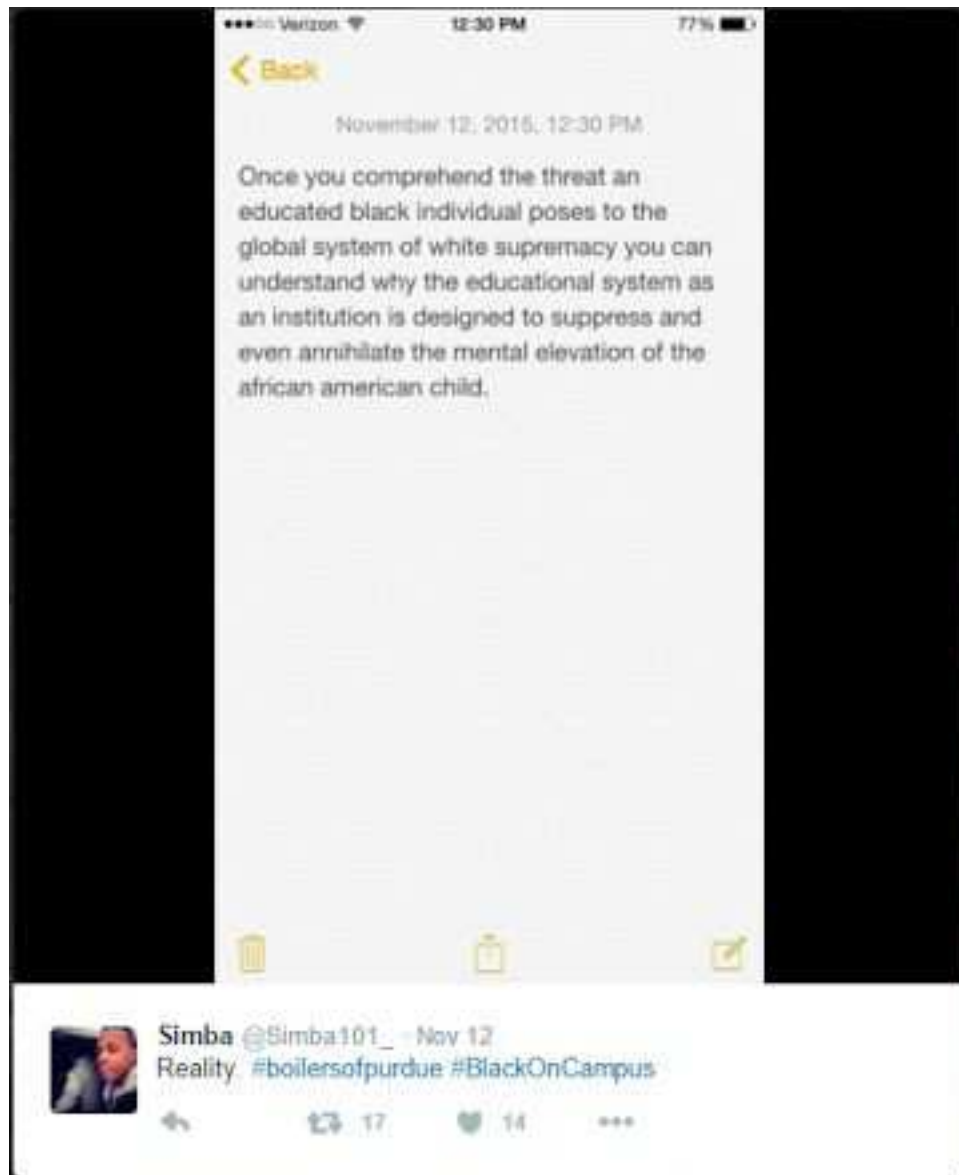 Verizon 12:30 PM 77%
Back
November 12, 2015, 12:30 PM
Once you comprehend the threat an
educated black individual poses to the
global system of white supremacy you can
understand why the educational system as
an institution is designed to suppress and
even annihilate the mental elevation of the
african american child.
Simba @Simba101_ · Nov 12
Reality. #boilersofpurdue #BlackOnCampus
17 14